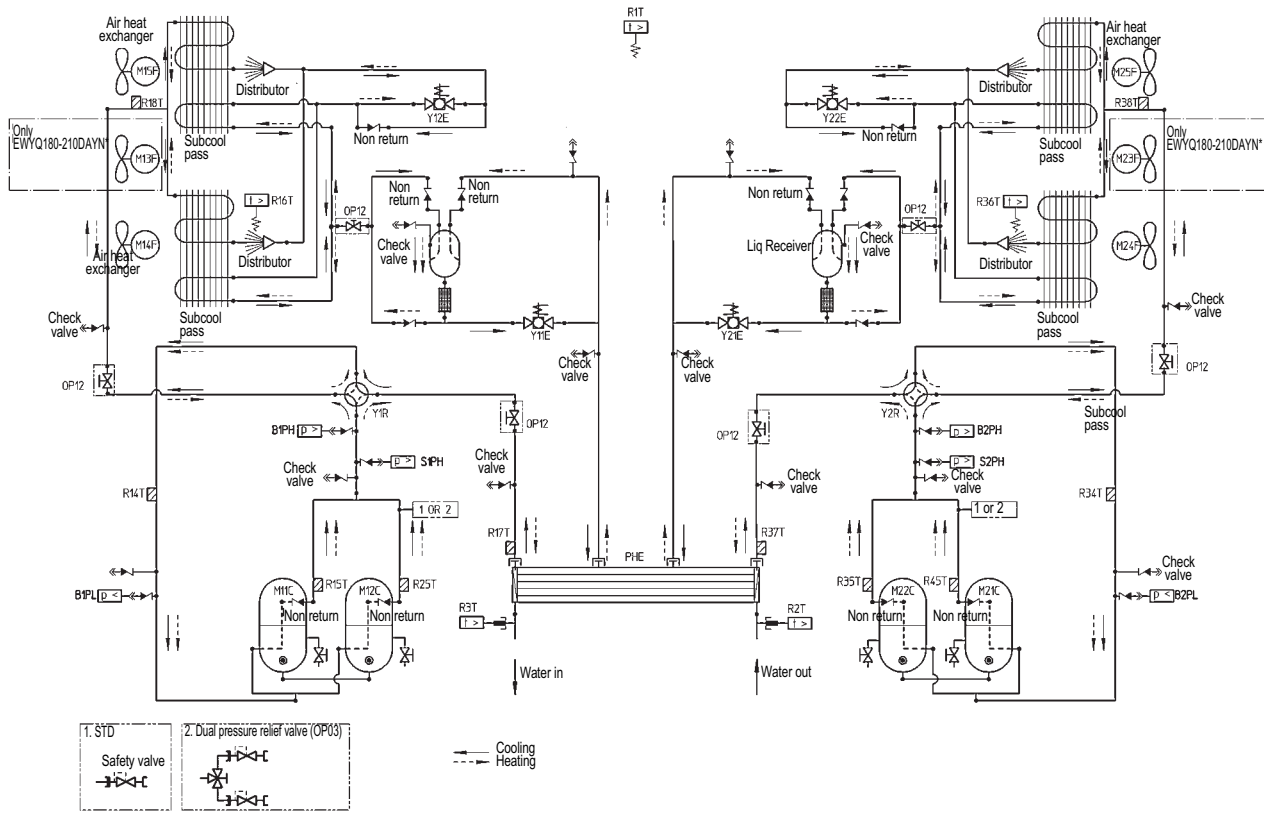 R1T
t >
Air heat
exchanger
M15F
R18T
Distributor
Y12E
Non return
Subcool
pass
Only
EWYQ180-210DAYN*
M13F
t >
R16T
M14F
Air heat
exchanger
Distributor
Subcool
pass
OP12
Non
return
Non
return
Check
valve
Y11E
Check
valve
Check
valve
OP12
Y1R
OP12
B1PH
p >
p >
S1PH
Check
valve
Check
valve
R14T
1 OR 2
R17T
R15T
R25T
M11C
M12C
Non return
Non return
B1PL
p <
R3T
t >
Water in
PHE
Air heat
exchanger
M25F
R38T
Distributor
Y22E
Non return
Subcool
pass
Only
EWYQ180-210DAYN*
M23F
R36T
t >
M24F
Distributor
Subcool
pass
Non return
OP12
Liq Receiver
Check
valve
Y21E
Check
valve
Check
valve
OP12
Y2R
Subcool
pass
OP12
p >
B2PH
p >
S2PH
Check
valve
Check
valve
R34T
1 or 2
R37T
R35T
R45T
M22C
M21C
Non return
Non return
Check
valve
p <
B2PL
R2T
t >
Water out
1. STD
Safety valve
2. Dual pressure relief valve (OP03)
Cooling
Heating